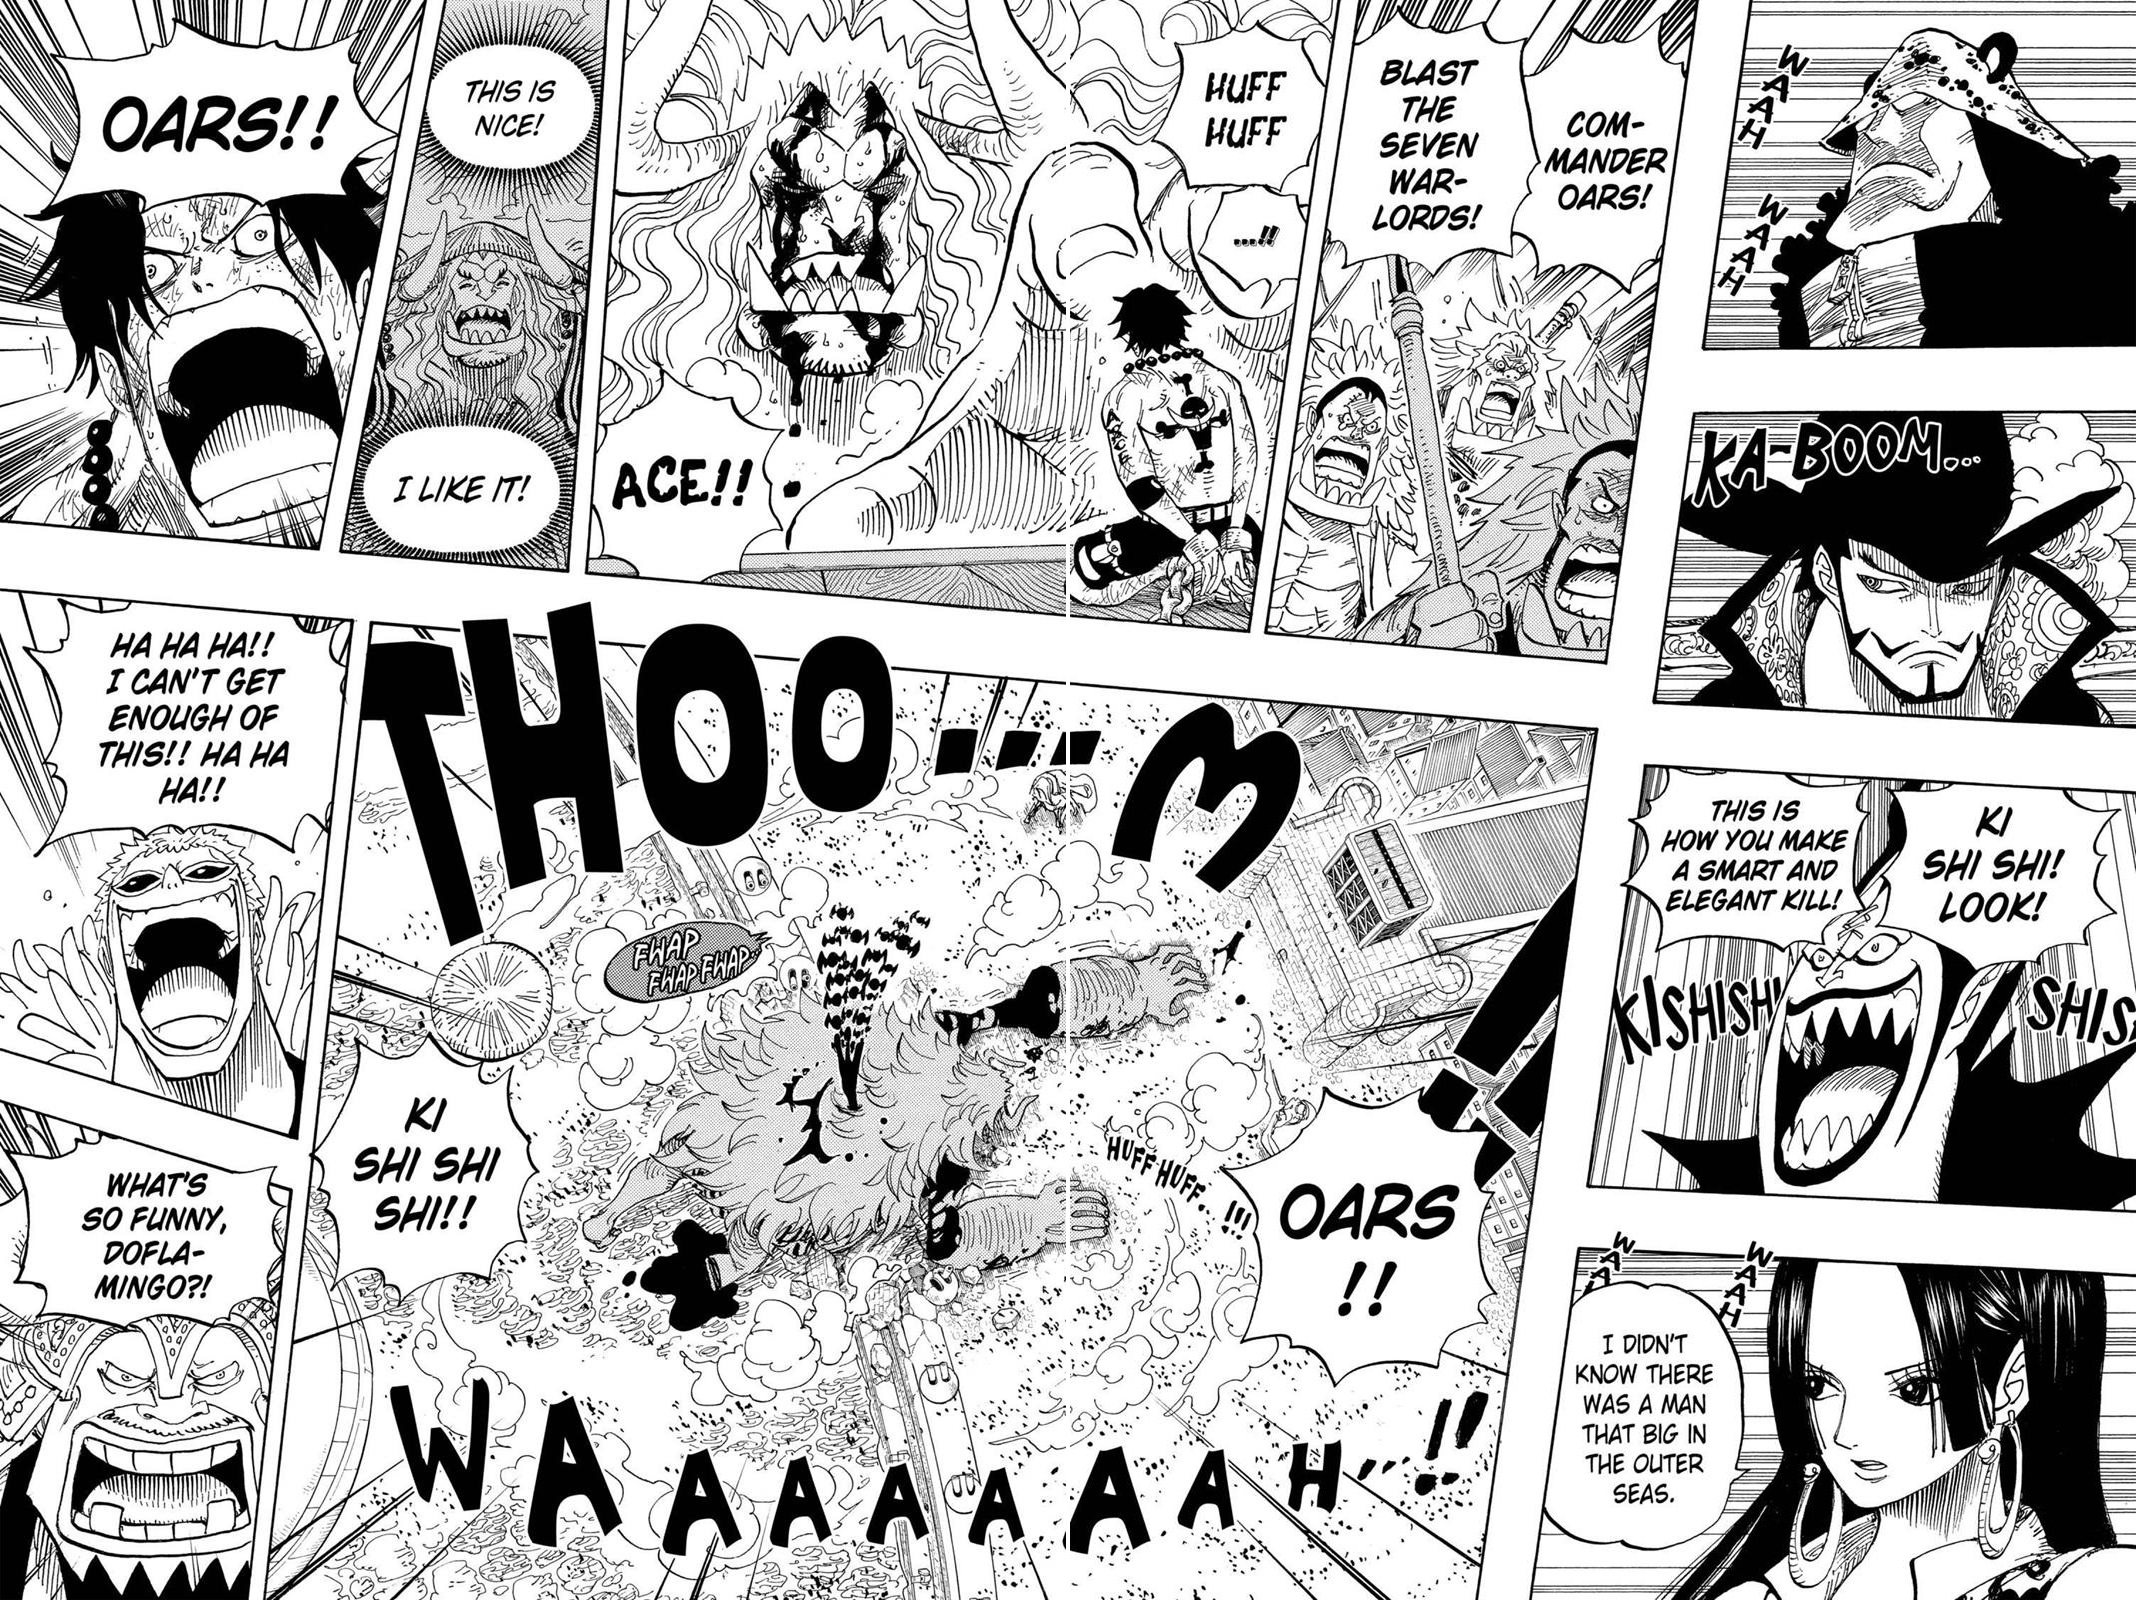 WAAH
WAAH
COM-
MANDER
OARS!
BLAST
THE
SEVEN
WAR-
LORDS!
HUFF
HUFF
...!!
ACE!!
THIS IS
NICE!
I LIKE IT!
OARS!!
KA-BOOM...
KI
SHI SHI!
LOOK!
THIS IS
HOW YOU MAKE
A SMART AND
ELEGANT KILL!
KISHISHI
SHIS
WAAH
WAA
I DIDN'T
KNOW THERE
WAS A MAN
THAT BIG IN
THE OUTER
SEAS.
THOO...M
!!
FWAP
FWAP FWAP...
OARS
!!
HUFF HUFF...
!!!
KI
SHI SHI
SHI!!
WAAAAAAAH...!!
HA HA HA!!
I CAN'T GET
ENOUGH OF
THIS!! HA HA
HA!!
WHAT'S
SO FUNNY,
DOFLA-
MINGO?!